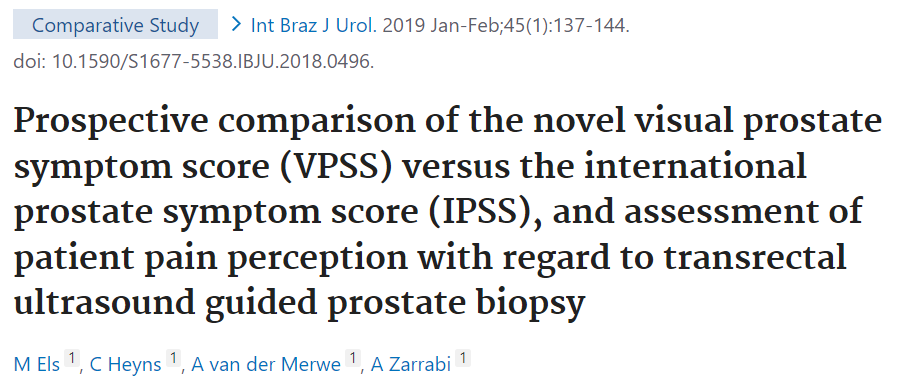 Comparative Study > Int Braz J Urol. 2019 Jan-Feb;45(1):137-144.
doi: 10.1590/S1677-5538.IBJU.2018.0496.
Prospective comparison of the novel visual prostate
symptom score (VPSS) versus the international
prostate symptom score (IPSS), and assessment of
patient pain perception with regard to transrectal
ultrasound guided prostate biopsy
M Els 1, C Heyns 1, A van der Merwe 1, A Zarrabi 1